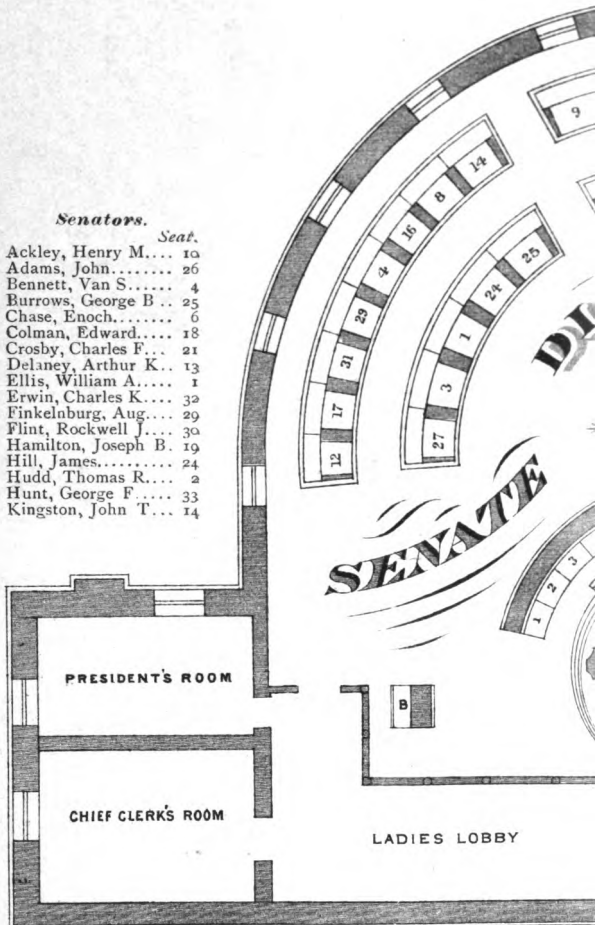 Senators.
Seat.
Ackley, Henry M.... 10
Adams, John........ 26
Bennett, Van S...... 4
Burrows, George B .. 25
Chase, Enoch........ 6
Colman, Edward..... 18
Crosby, Charles F... 21
Delaney, Arthur K.. 13
Ellis, William A..... 1
Erwin, Charles K.... 32
Finkelnburg, Aug.... 29
Flint, Rockwell J.... 30
Hamilton, Joseph B. 19
Hill, James.......... 24
Hudd, Thomas R.... 2
Hunt, George F ..... 33
Kingston, John T... 14
9
14
8
16
4
29
31
17
12
25
24
1
3
27
SENATE
1
2
3
PRESIDENT'S ROOM
B
CHIEF CLERK'S ROOM
LADIES LOBBY